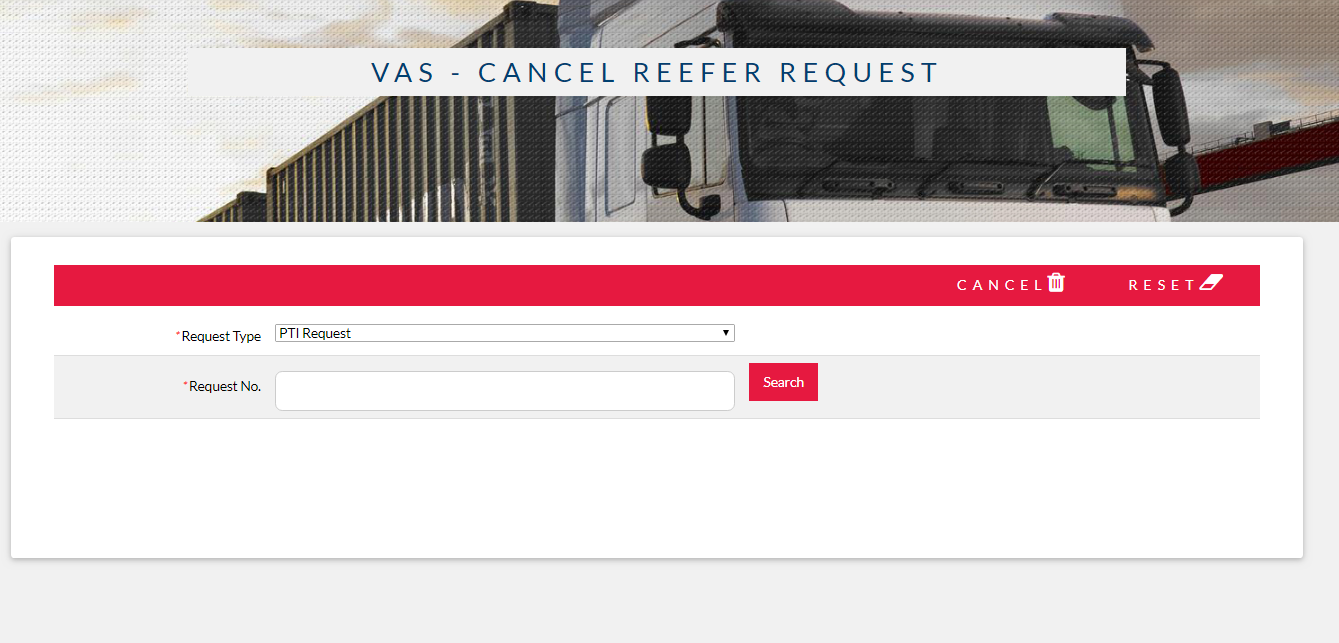 VAS - CANCEL REEFER REQUEST
CANCEL RESET
*Request Type PTI Request
*Request No. Search